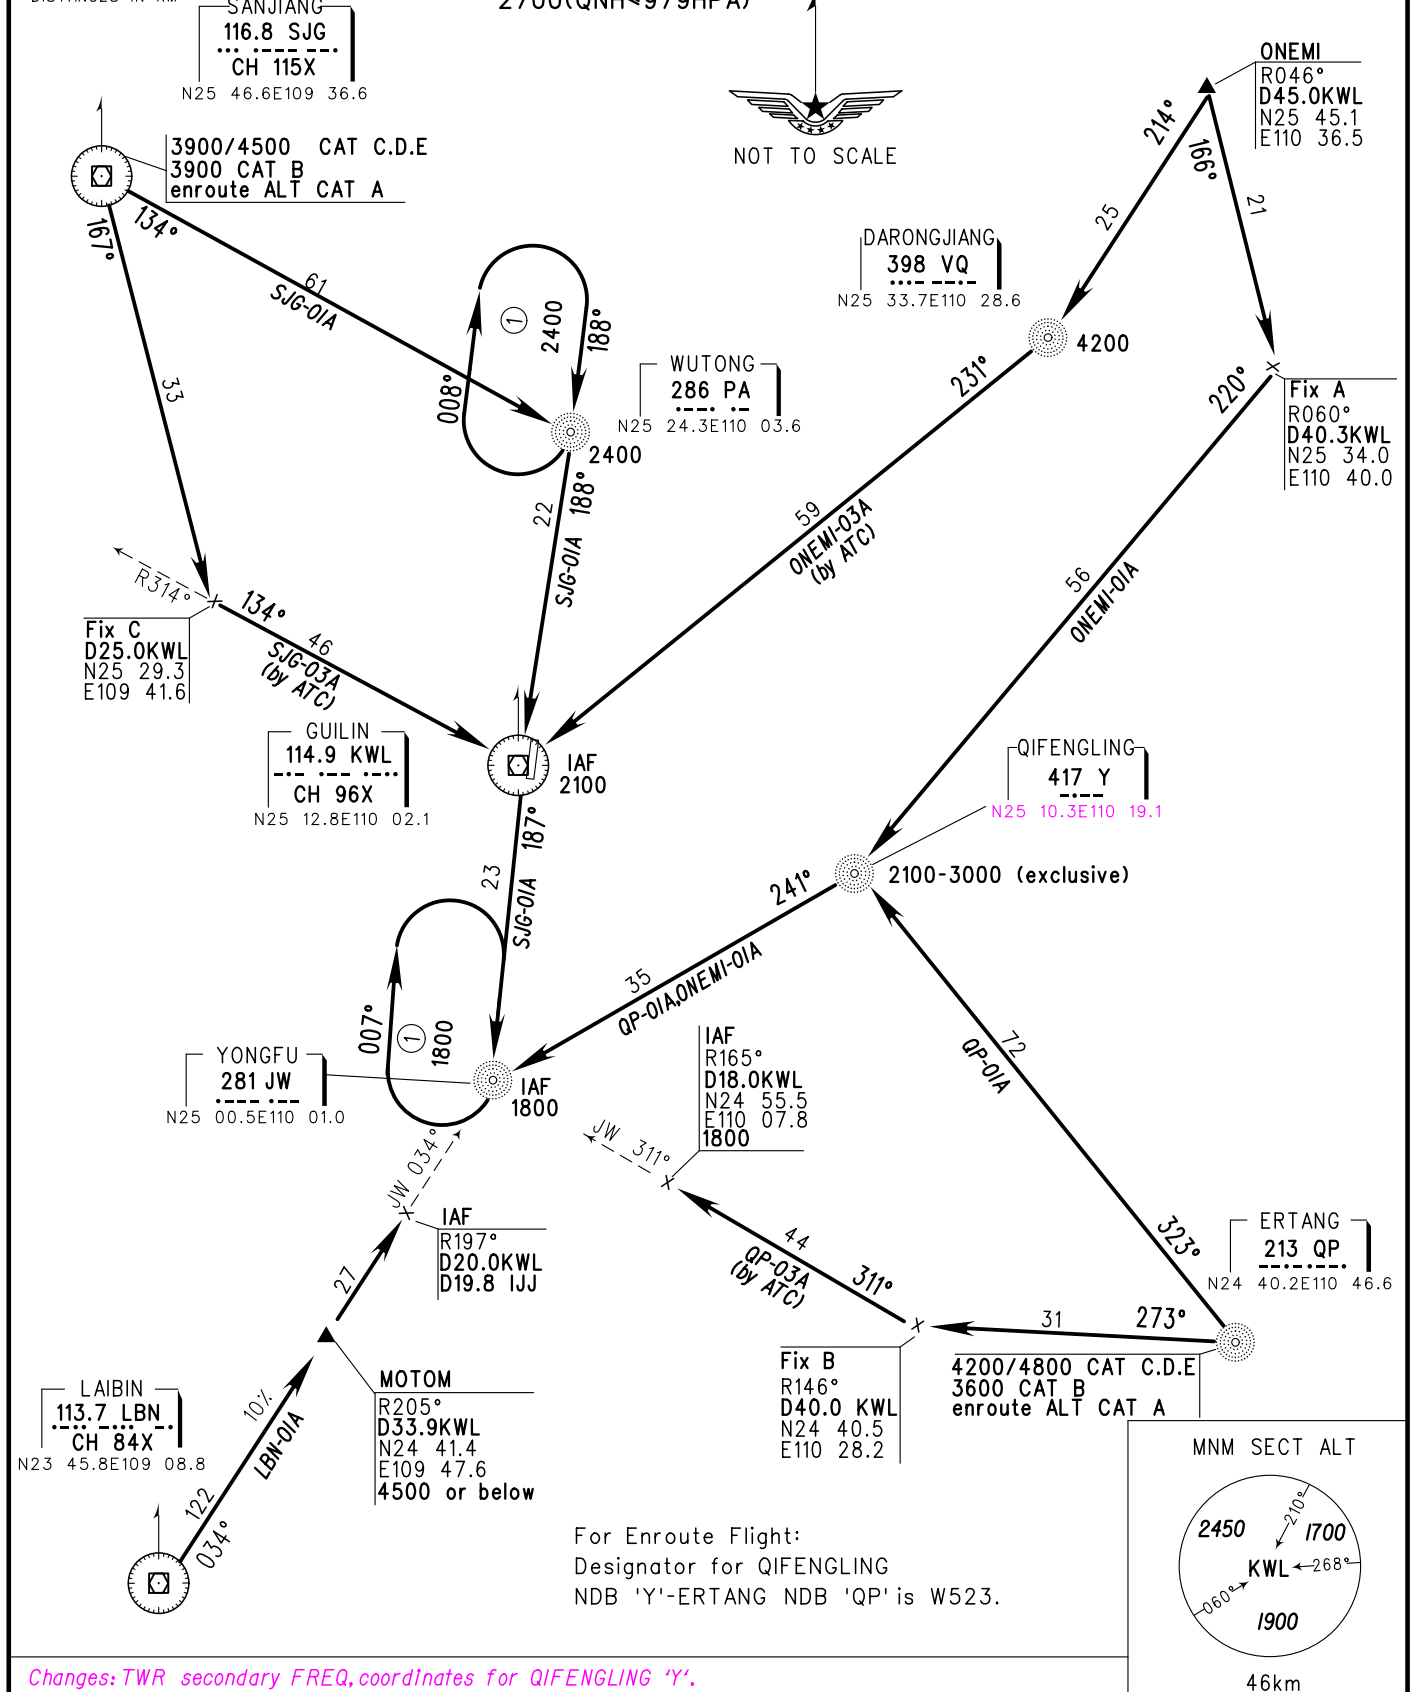 SANJIANG
116.8 SJG
CH 115X
N25 46.6E109 36.6
3900/4500 CAT C.D.E
3900 CAT B
enroute ALT CAT A
NOT TO SCALE
ONEMI
R046°
D45.0KWL
N25 45.1
E110 36.5
214°
166°
25
21
DARONGJIANG
398 VQ
N25 33.7E110 28.6
4200
134°
167°
61
SJG-01A
33
1
2400
188°
008°
WUTONG
286 PA
N25 24.3E110 03.6
2400
231°
220°
Fix A
R060°
D40.3KWL
N25 34.0
E110 40.0
22
188°
SJG-01A
59
ONEMI-03A
(by ATC)
56
ONEMI-01A
R314°
134°
46
SJG-03A
(by ATC)
Fix C
D25.0KWL
N25 29.3
E109 41.6
GUILIN
114.9 KWL
CH 96X
N25 12.8E110 02.1
IAF
2100
QIFENGLING
417 Y
N25 10.3E110 19.1
2100-3000 (exclusive)
187°
23
SJG-01A
241°
35
QP-01A,ONEMI-01A
007°
1
1800
YONGFU
281 JW
N25 00.5E110 01.0
IAF
1800
72
QP-01A
IAF
R165°
D18.0KWL
N24 55.5
E110 07.8
1800
JW 311°
JW 034°
IAF
R197°
D20.0KWL
D19.8 IJJ
27
44
QP-03A
(by ATC)
311°
323°
ERTANG
213 QP
N24 40.2E110 46.6
31
273°
Fix B
R146°
D40.0 KWL
N24 40.5
E110 28.2
4200/4800 CAT C.D.E
3600 CAT B
enroute ALT CAT A
MOTOM
R205°
D33.9KWL
N24 41.4
E109 47.6
4500 or below
LAIBIN
113.7 LBN
CH 84X
N23 45.8E109 08.8
10%
LBN-01A
122
034°
For Enroute Flight:
Designator for QIFENGLING
NDB 'Y'-ERTANG NDB 'QP' is W523.
MNM SECT ALT
2450
210°
1700
KWL
268°
060°
1900
46km
Changes: TWR secondary FREQ, coordinates for QIFENGLING 'Y'.